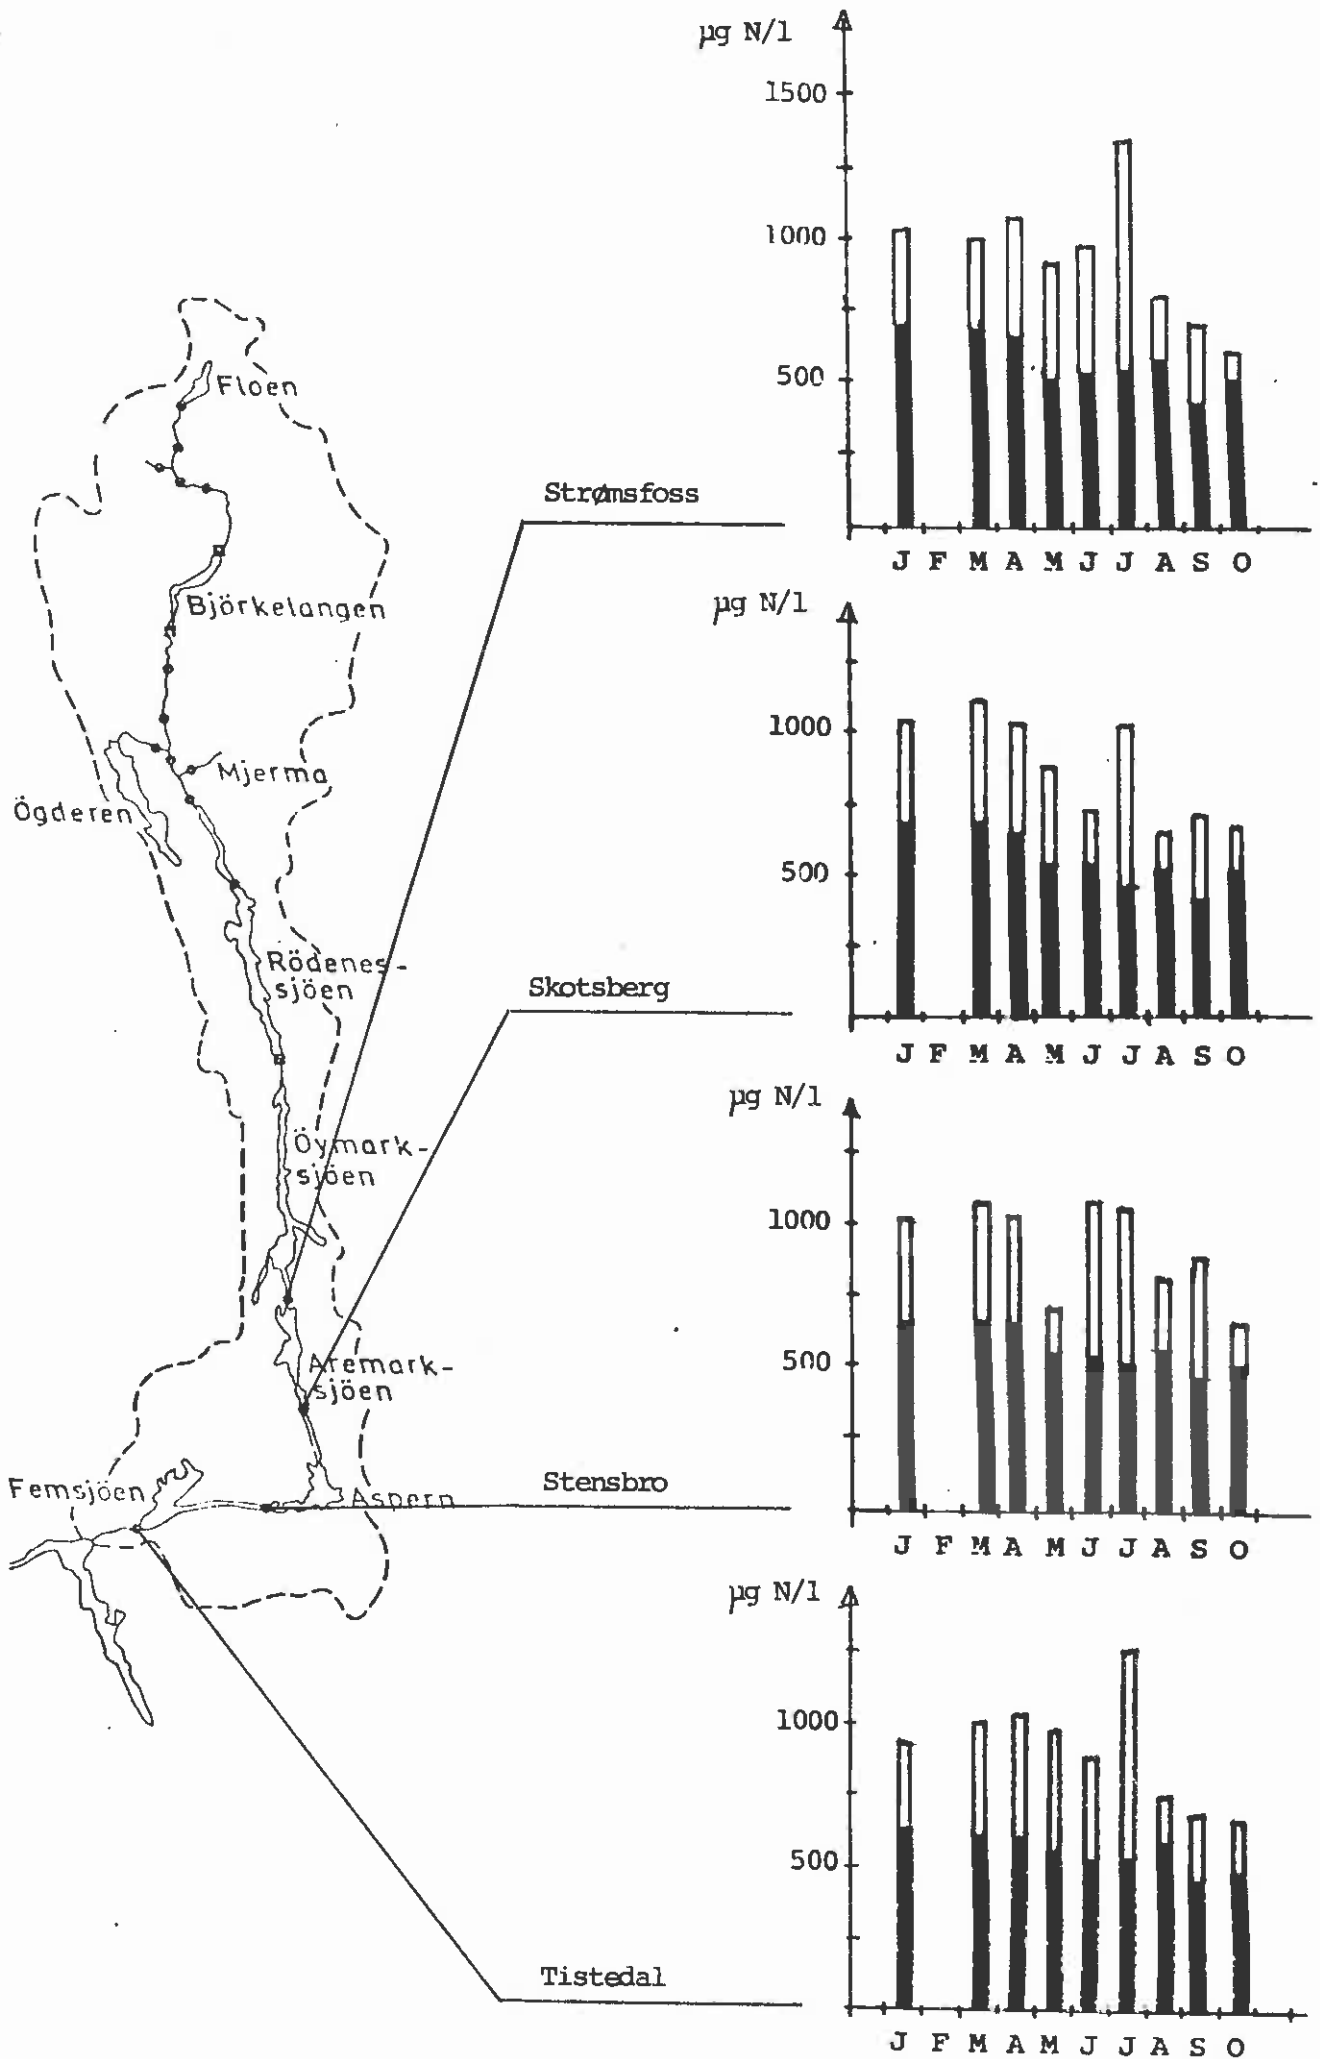 µg N/l
1500
1000
500
J F M A M J J A S O
Strømsfoss
µg N/l
1000
500
J F M A M J J A S O
Skotsberg
µg N/l
1000
500
J F M A M J J A S O
Stensbro
µg N/l
1000
500
J F M A M J J A S O
Tistedal
Floen
Björkelangen
Mjerma
Ögderen
Rödenes-
sjöen
Öymark-
sjöen
Aremark-
sjöen
Aspern
Femsjöen